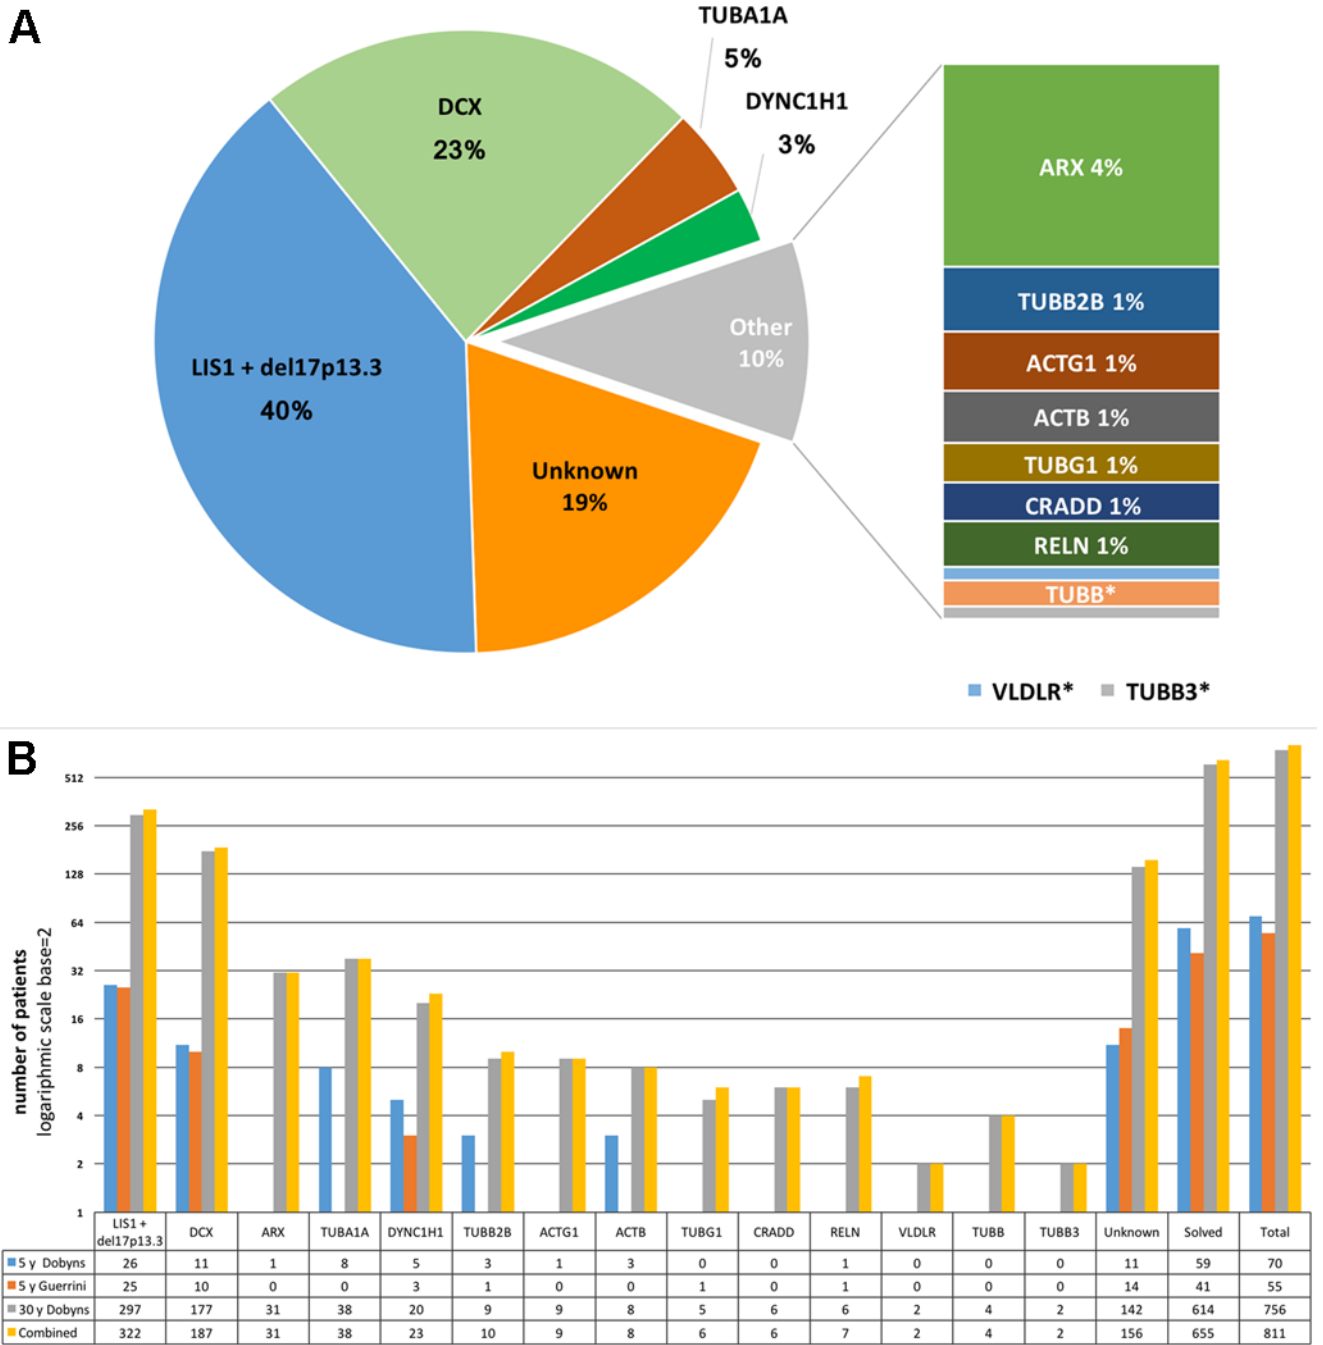 A
TUBA1A
5%
DYNC1H1
3%
DCX
23%
LIS1 + del17p13.3
40%
Other
10%
Unknown
19%
ARX 4%
TUBB2B 1%
ACTG1 1%
ACTB 1%
TUBG1 1%
CRADD 1%
RELN 1%
TUBB*
VLDLR* TUBB3*
B
number of patients
logariphmic scale base=2
512
256
128
64
32
16
8
4
2
1
LIS1 + del17p13.3 DCX ARX TUBA1A DYNC1H1 TUBB2B ACTG1 ACTB TUBG1 CRADD RELN VLDLR TUBB TUBB3 Unknown Solved Total
5 y Dobyns 26 11 1 8 5 3 1 3 0 0 1 0 0 0 11 59 70
5 y Guerrini 25 10 0 0 3 1 0 0 1 0 1 0 0 0 14 41 55
30 y Dobyns 297 177 31 38 20 9 9 8 5 6 6 2 4 2 142 614 756
Combined 322 187 31 38 23 10 9 8 6 6 7 2 4 2 156 655 811